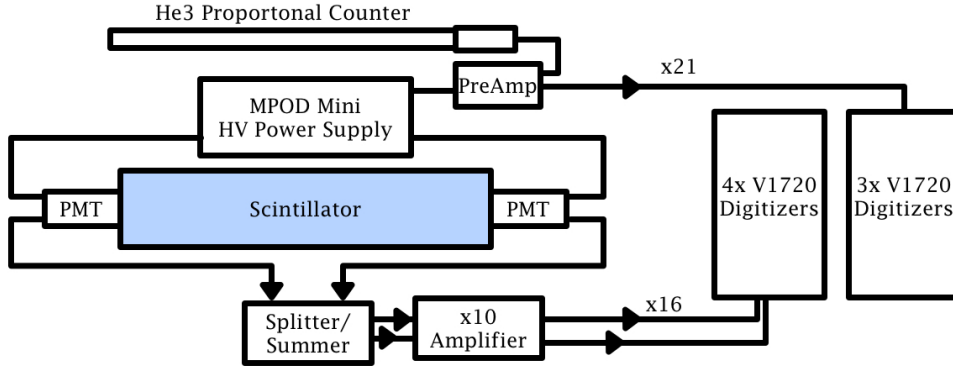 He3 Proportonal Counter
x21
PreAmp
MPOD Mini
HV Power Supply
PMT
Scintillator
PMT
4x V1720
Digitizers
3x V1720
Digitizers
Splitter/
Summer
x10
Amplifier
x16